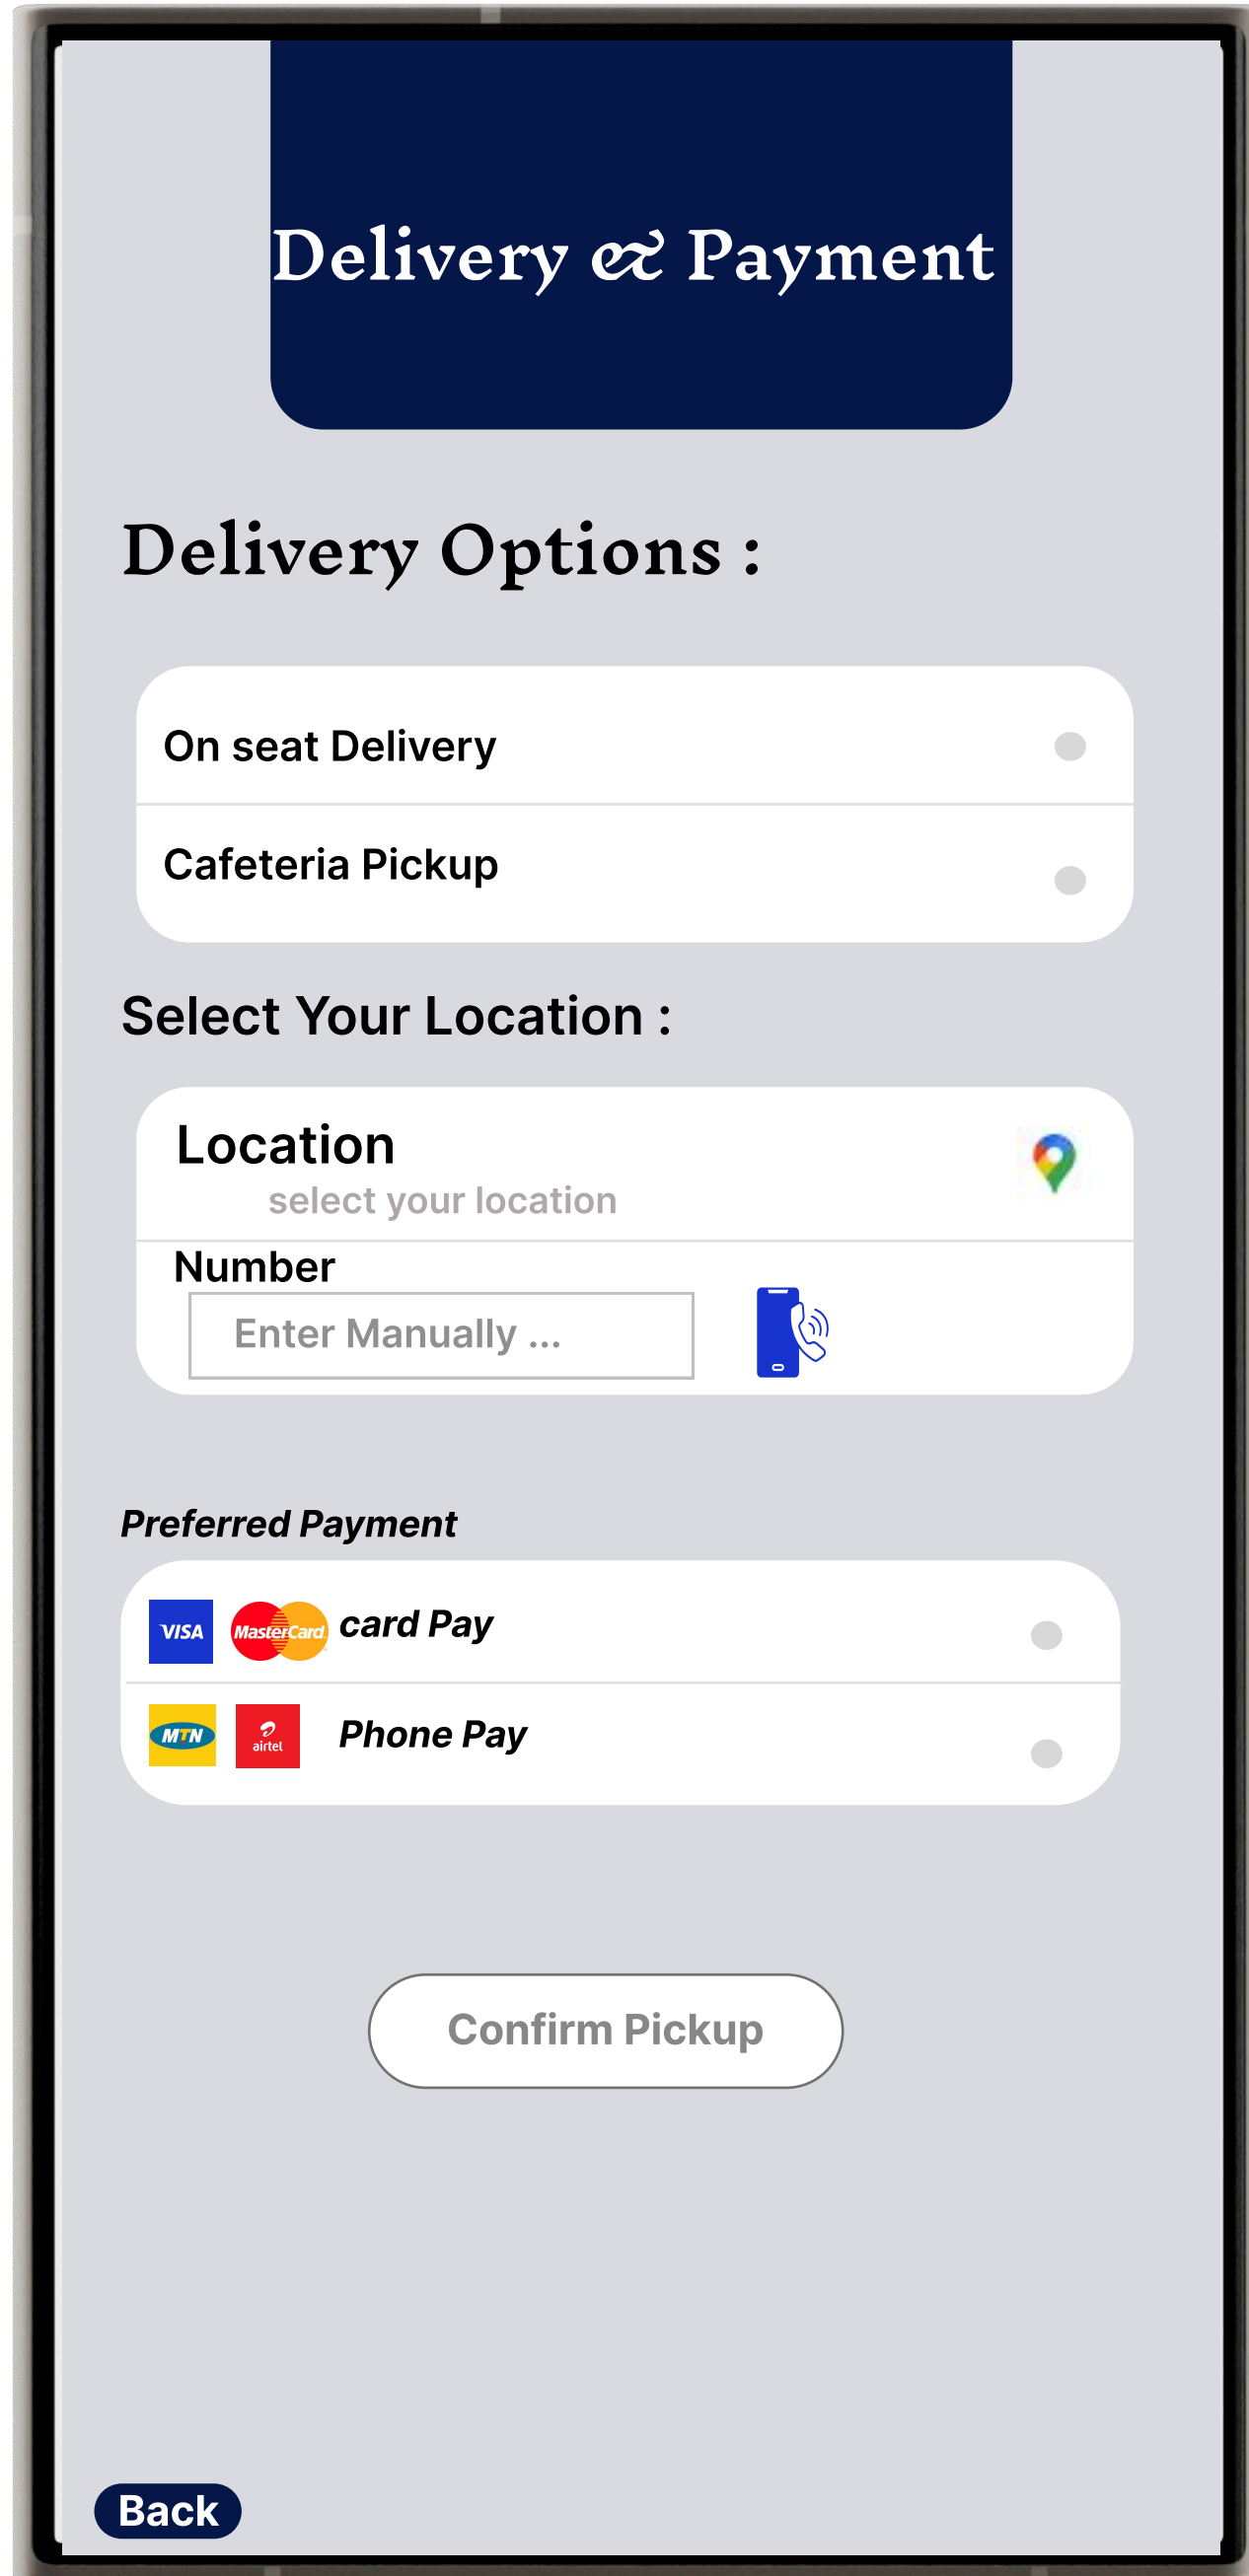 Delivery & Payment
Delivery Options :
On seat Delivery
Cafeteria Pickup
Select Your Location :
Location
select your location
Number
Enter Manually ...
Preferred Payment
VISA MasterCard card Pay
MTN airtel Phone Pay
Confirm Pickup
Back